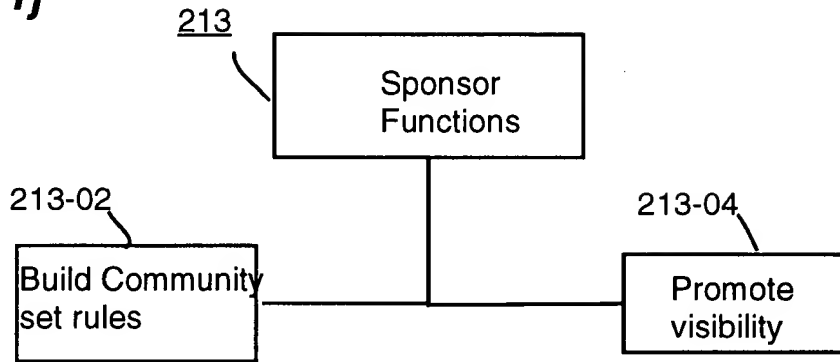 213
Sponsor
Functions
213-02
213-04
Build Community
set rules
Promote
visibility